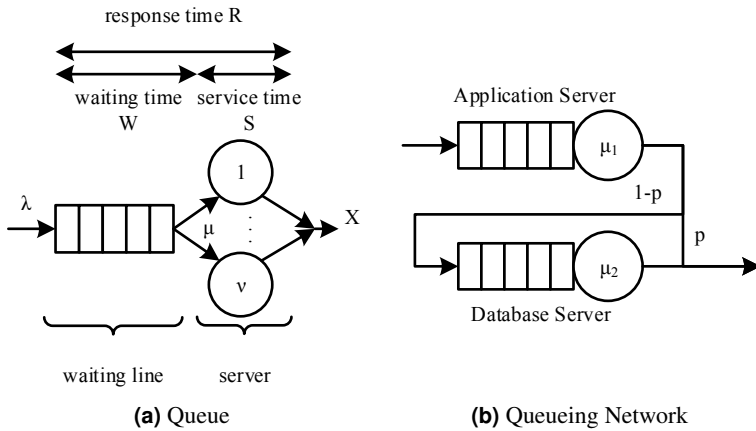 response time R
waiting time
W
service time
S
λ
μ
1
⋮
ν
X
waiting line
server
(a) Queue
Application Server
μ1
1-p
p
μ2
Database Server
(b) Queueing Network